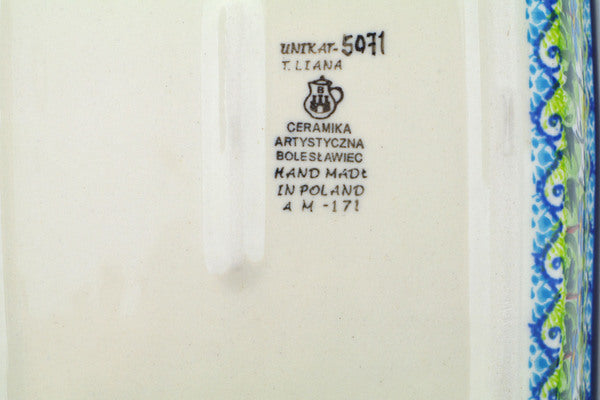 UNIKAT-5071
T. LIANA
CERAMIKA
ARTYSTYCZNA
BOLESŁAWIEC
HAND MADE
IN POLAND
A M -171